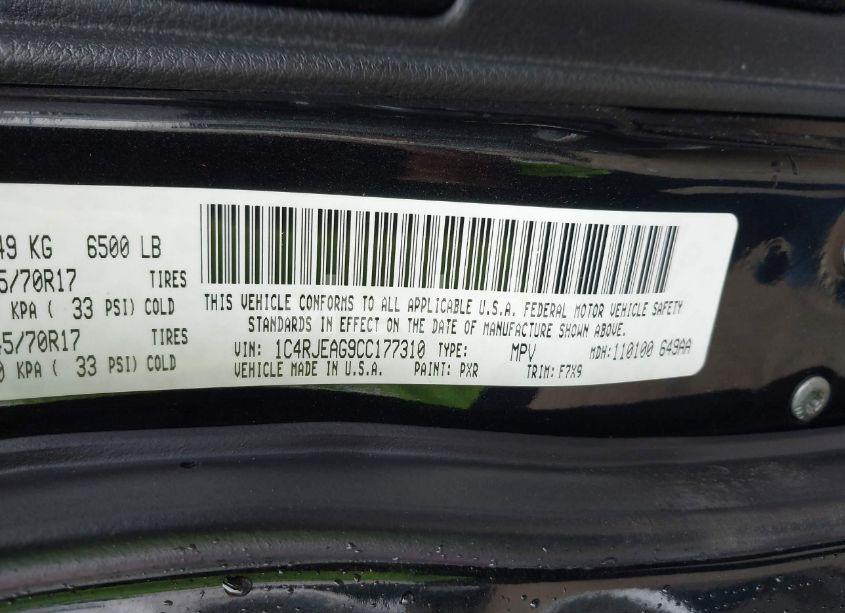 49 KG 6500 LB
5/70R17 TIRES
KPA ( 33 PSI) COLD
5/70R17 TIRES
0 KPA ( 33 PSI) COLD
THIS VEHICLE CONFORMS TO ALL APPLICABLE U.S.A. FEDERAL MOTOR VEHICLE SAFETY
STANDARDS IN EFFECT ON THE DATE OF MANUFACTURE SHOWN ABOVE.
VIN: 1C4RJEAG9CC177310 TYPE: MPV MDH:110100 649AA
VEHICLE MADE IN U.S.A. PAINT: PXR TRIM: F7X9